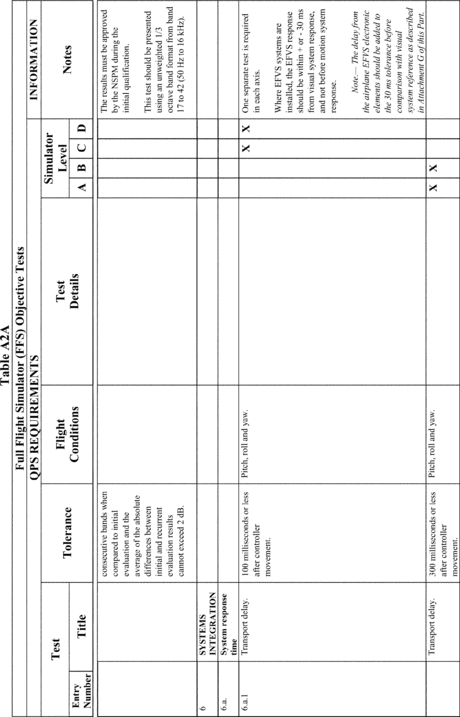 Table A2A
Full Flight Simulator (FFS) Objective Tests
QPS REQUIREMENTS
INFORMATION
Test
Tolerance
Flight
Conditions
Test
Details
Simulator
Level
Notes
Entry
Number
Title
A B C D
consecutive bands when
compared to initial
evaluation and the
average of the absolute
differences between
initial and recurrent
evaluation results
cannot exceed 2 dB.
The results must be approved
by the NSPM during the
initial qualification.
This test should be presented
using an unweighted 1/3
octave band format from band
17 to 42 (50 Hz to 16 kHz).
6
SYSTEMS
INTEGRATION
6.a.
System response
time
6.a.1
Transport delay.
100 milliseconds or less
after controller
movement.
Pitch, roll and yaw.
X X
One separate test is required
in each axis.
Where EFVS systems are
installed, the EFVS response
should be within + or - 30 ms
from visual system response,
and not before motion system
response.
Note.— The delay from
the airplane EFVS electronic
elements should be added to
the 30 ms tolerance before
comparison with visual
system reference as described
in Attachment G of this Part.
Transport delay.
300 milliseconds or less
after controller
movement.
Pitch, roll and yaw.
X X